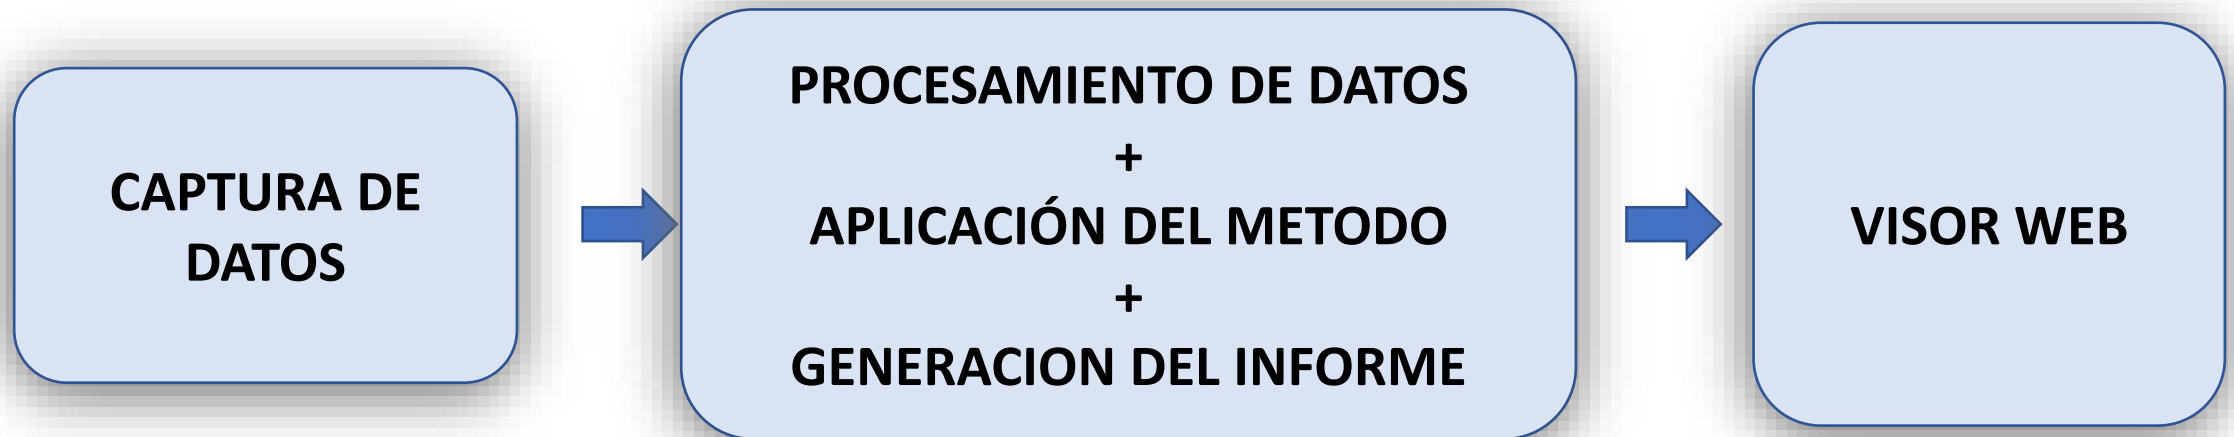 CAPTURA DE
DATOS
PROCESAMIENTO DE DATOS
+
APLICACIÓN DEL METODO
+
GENERACION DEL INFORME
VISOR WEB